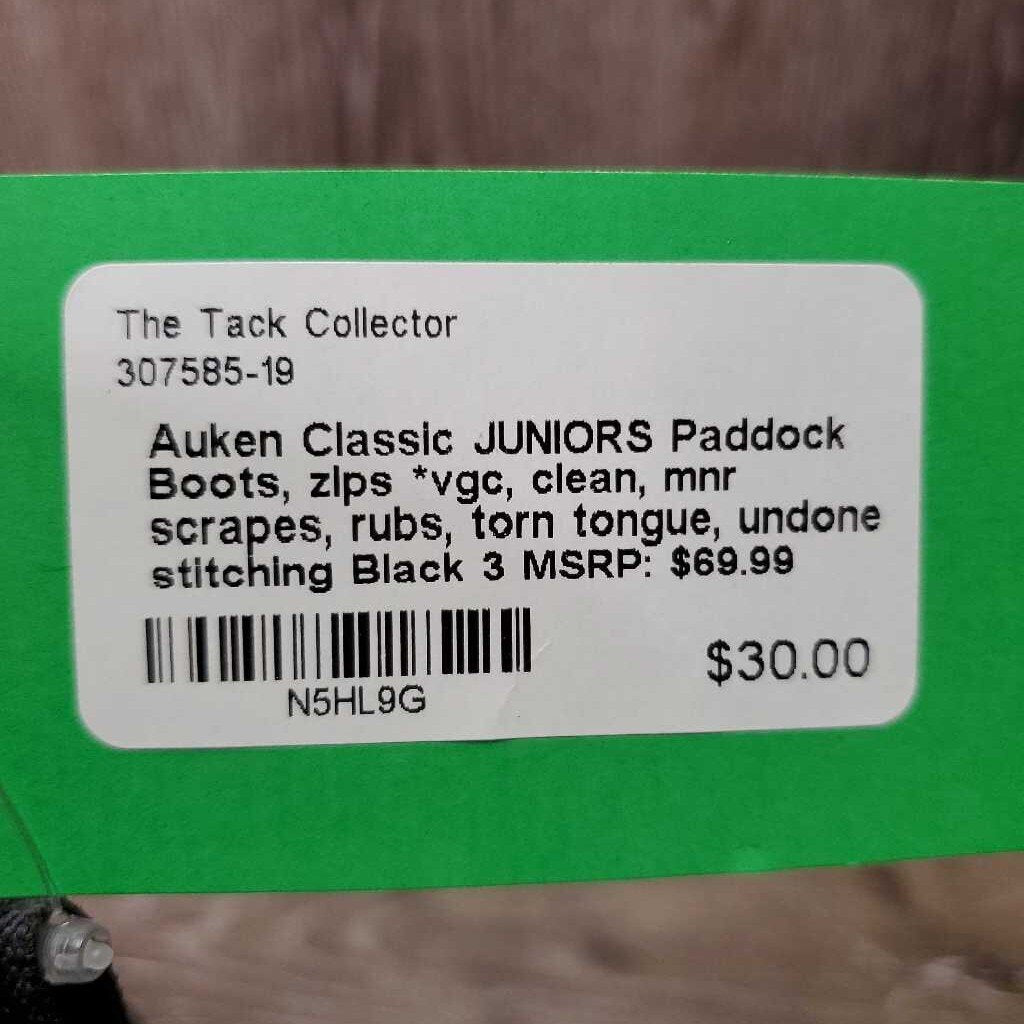 The Tack Collector
307585-19
Auken Classic JUNIORS Paddock
Boots, zips *vgc, clean, mnr
scrapes, rubs, torn tongue, undone
stitching Black 3 MSRP: $69.99
N5HL9G
$30.00